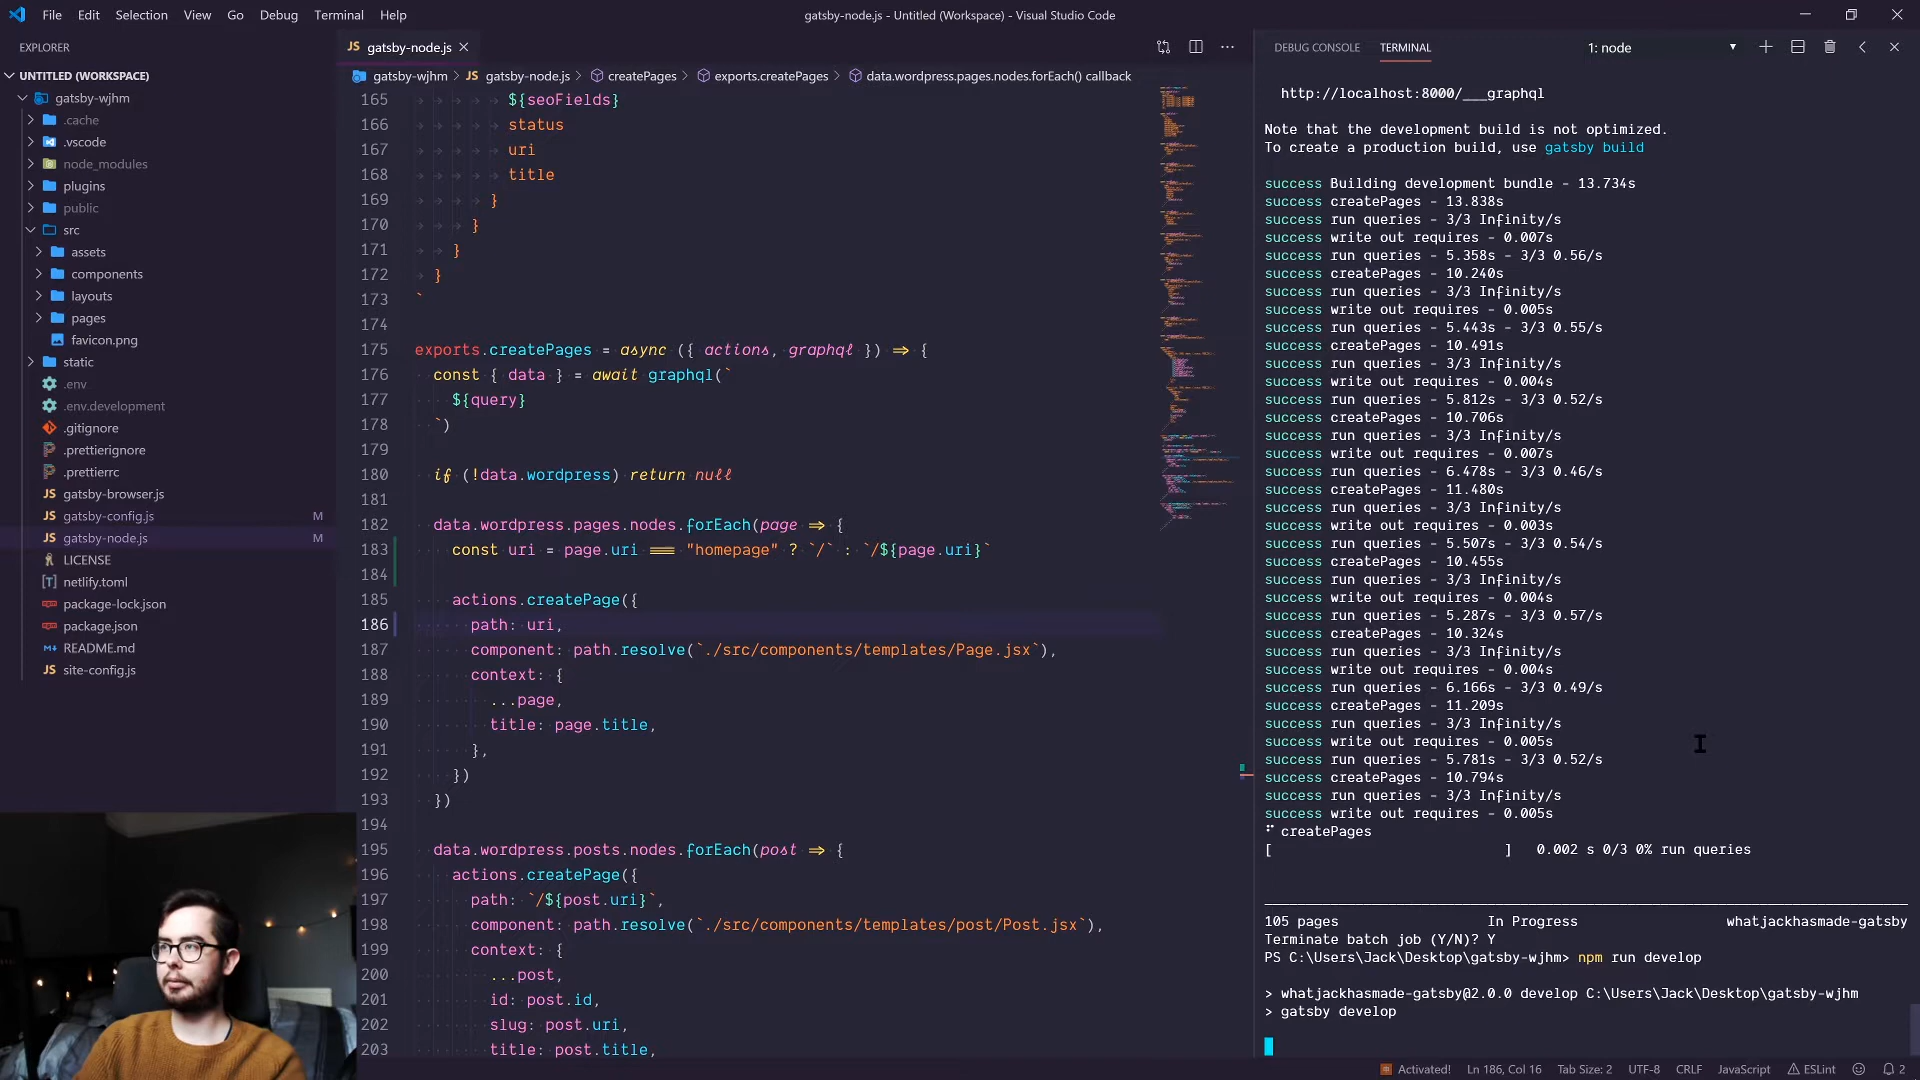 File Edit Selection View Go Debug Terminal Help
gatsby-node.js - Untitled (Workspace) - Visual Studio Code
EXPLORER
UNTITLED (WORKSPACE)
gatsby-wjhm
.cache
.vscode
node_modules
plugins
public
src
assets
components
layouts
pages
favicon.png
static
.env
.env.development
.gitignore
.prettierignore
.prettierrc
gatsby-browser.js
gatsby-config.js M
gatsby-node.js M
LICENSE
netlify.toml
package-lock.json
package.json
README.md
site-config.js
JS gatsby-node.js
gatsby-wjhm > JS gatsby-node.js > createPages > exports.createPages > data.wordpress.pages.nodes.forEach() callback
165 ${seoFields}
166 status
167 uri
168 title
169 }
170 }
171 }
172 }
173 `
174
175 exports.createPages = async ({ actions, graphql }) => {
176 const { data } = await graphql(`
177 ${query}
178 `)
179
180 if (!data.wordpress) return null
181
182 data.wordpress.pages.nodes.forEach(page => {
183 const uri = page.uri === "homepage" ? `/` : `/${page.uri}`
184
185 actions.createPage({
186 path: uri,
187 component: path.resolve(`./src/components/templates/Page.jsx`),
188 context: {
189 ...page,
190 title: page.title,
191 },
192 })
193 })
194
195 data.wordpress.posts.nodes.forEach(post => {
196 actions.createPage({
197 path: `/${post.uri}`,
198 component: path.resolve(`./src/components/templates/post/Post.jsx`),
199 context: {
200 ...post,
201 id: post.id,
202 slug: post.uri,
203 title: post.title,
DEBUG CONSOLE TERMINAL 1: node
http://localhost:8000/___graphql
Note that the development build is not optimized.
To create a production build, use gatsby build
success Building development bundle - 13.734s
success createPages - 13.838s
success run queries - 3/3 Infinity/s
success write out requires - 0.007s
success run queries - 5.358s - 3/3 0.56/s
success createPages - 10.240s
success run queries - 3/3 Infinity/s
success write out requires - 0.005s
success run queries - 5.443s - 3/3 0.55/s
success createPages - 10.491s
success run queries - 3/3 Infinity/s
success write out requires - 0.004s
success run queries - 5.812s - 3/3 0.52/s
success createPages - 10.706s
success run queries - 3/3 Infinity/s
success write out requires - 0.007s
success run queries - 6.478s - 3/3 0.46/s
success createPages - 11.480s
success run queries - 3/3 Infinity/s
success write out requires - 0.003s
success run queries - 5.507s - 3/3 0.54/s
success createPages - 10.455s
success run queries - 3/3 Infinity/s
success write out requires - 0.004s
success run queries - 5.287s - 3/3 0.57/s
success createPages - 10.324s
success run queries - 3/3 Infinity/s
success write out requires - 0.004s
success run queries - 6.166s - 3/3 0.49/s
success createPages - 11.209s
success run queries - 3/3 Infinity/s
success write out requires - 0.005s
success run queries - 5.781s - 3/3 0.52/s
success createPages - 10.794s
success run queries - 3/3 Infinity/s
success write out requires - 0.005s
createPages
[ ] 0.002 s 0/3 0% run queries
105 pages In Progress whatjackhasmade-gatsby
Terminate batch job (Y/N)? Y
PS C:\Users\Jack\Desktop\gatsby-wjhm> npm run develop
> whatjackhasmade-gatsby@2.0.0 develop C:\Users\Jack\Desktop\gatsby-wjhm
> gatsby develop
Activated! Ln 186, Col 16 Tab Size: 2 UTF-8 CRLF JavaScript ESLint 2